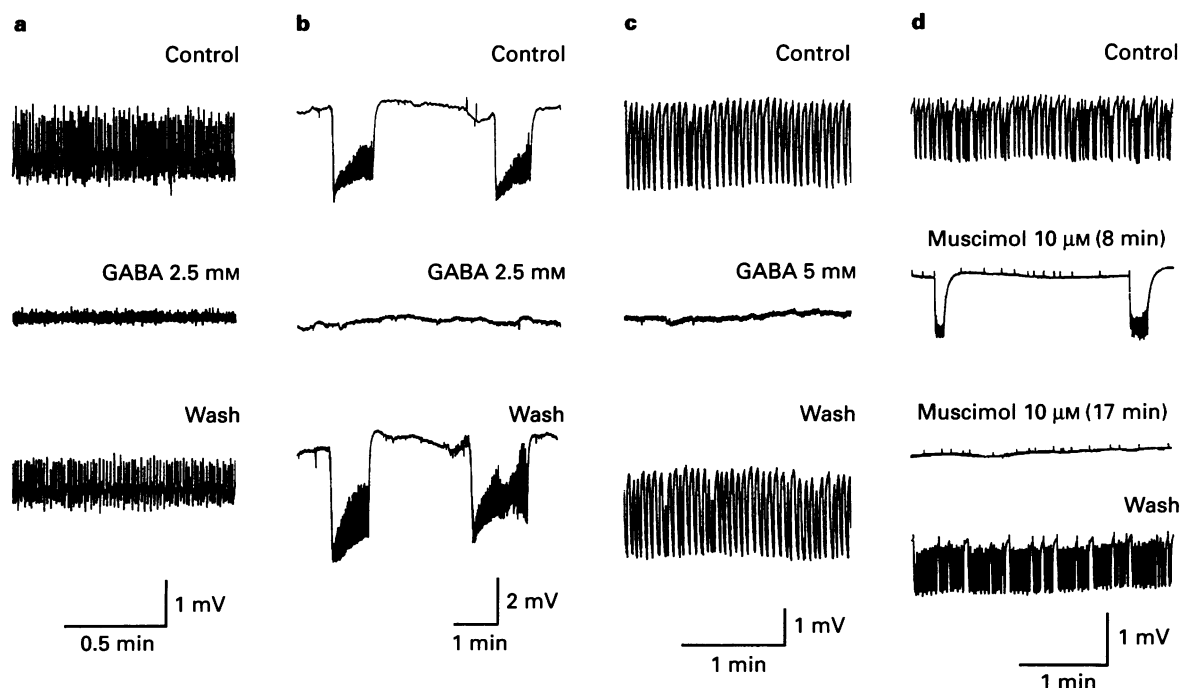 a
Control
GABA 2.5 mM
Wash
1 mV
0.5 min
b
Control
GABA 2.5 mM
Wash
2 mV
1 min
c
Control
GABA 5 mM
Wash
1 mV
1 min
d
Control
Muscimol 10 μM (8 min)
Muscimol 10 μM (17 min)
Wash
1 mV
1 min